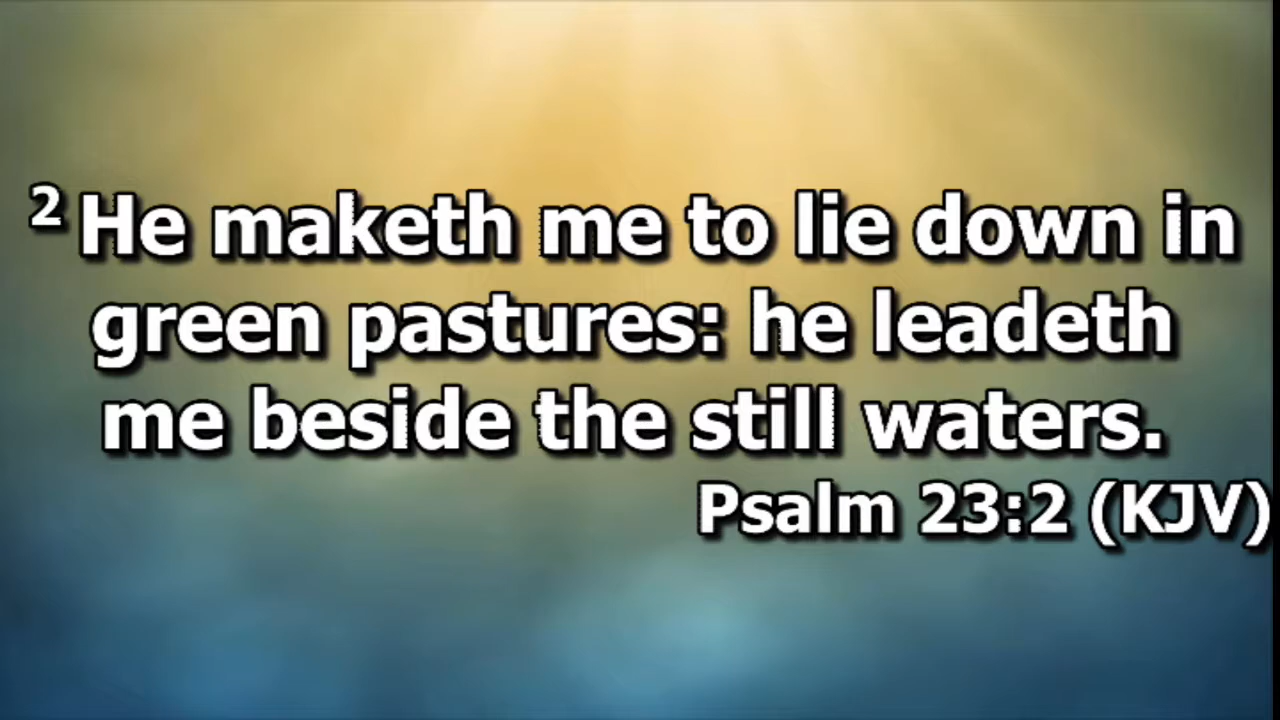 2 He maketh me to lie down in
green pastures: he leadeth
me beside the still waters.
Psalm 23:2 (KJV)